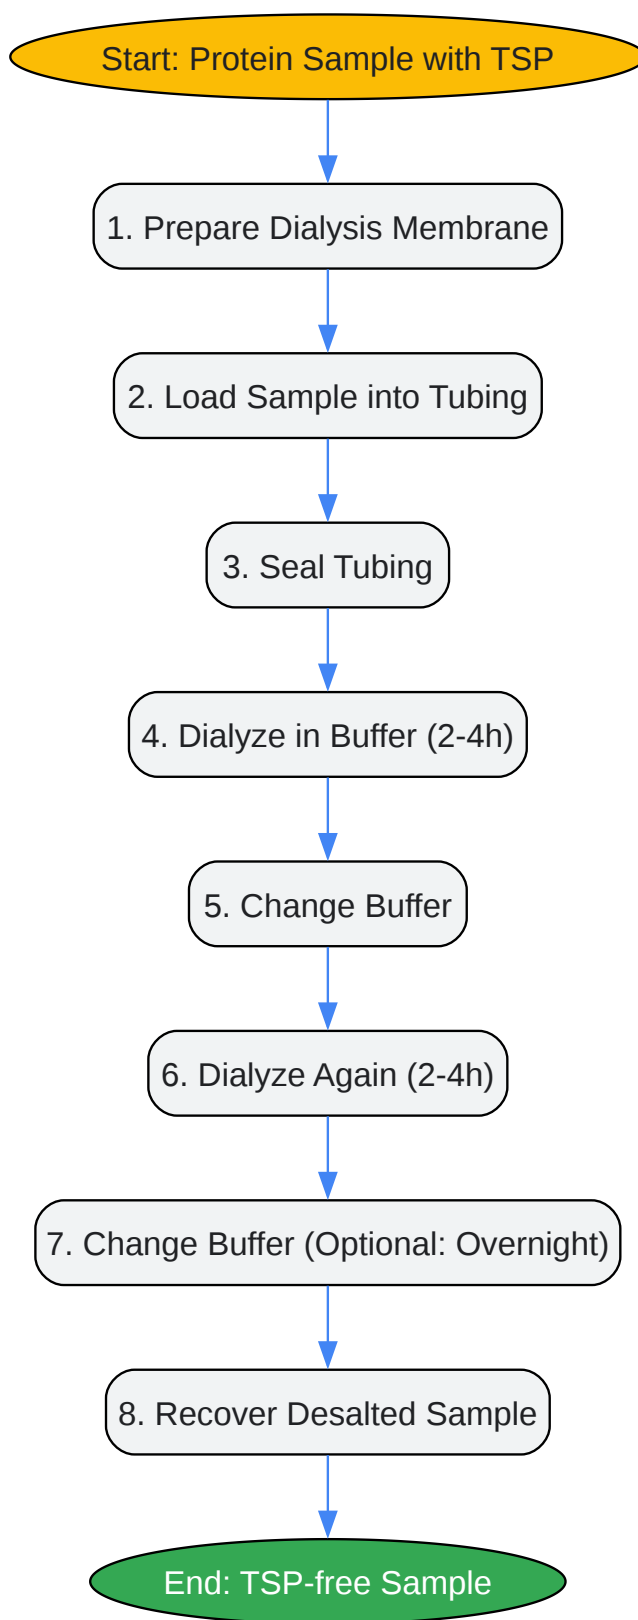 Start: Protein Sample with TSP
1. Prepare Dialysis Membrane
2. Load Sample into Tubing
3. Seal Tubing
4. Dialyze in Buffer (2-4h)
5. Change Buffer
6. Dialyze Again (2-4h)
7. Change Buffer (Optional: Overnight)
8. Recover Desalted Sample
End: TSP-free Sample